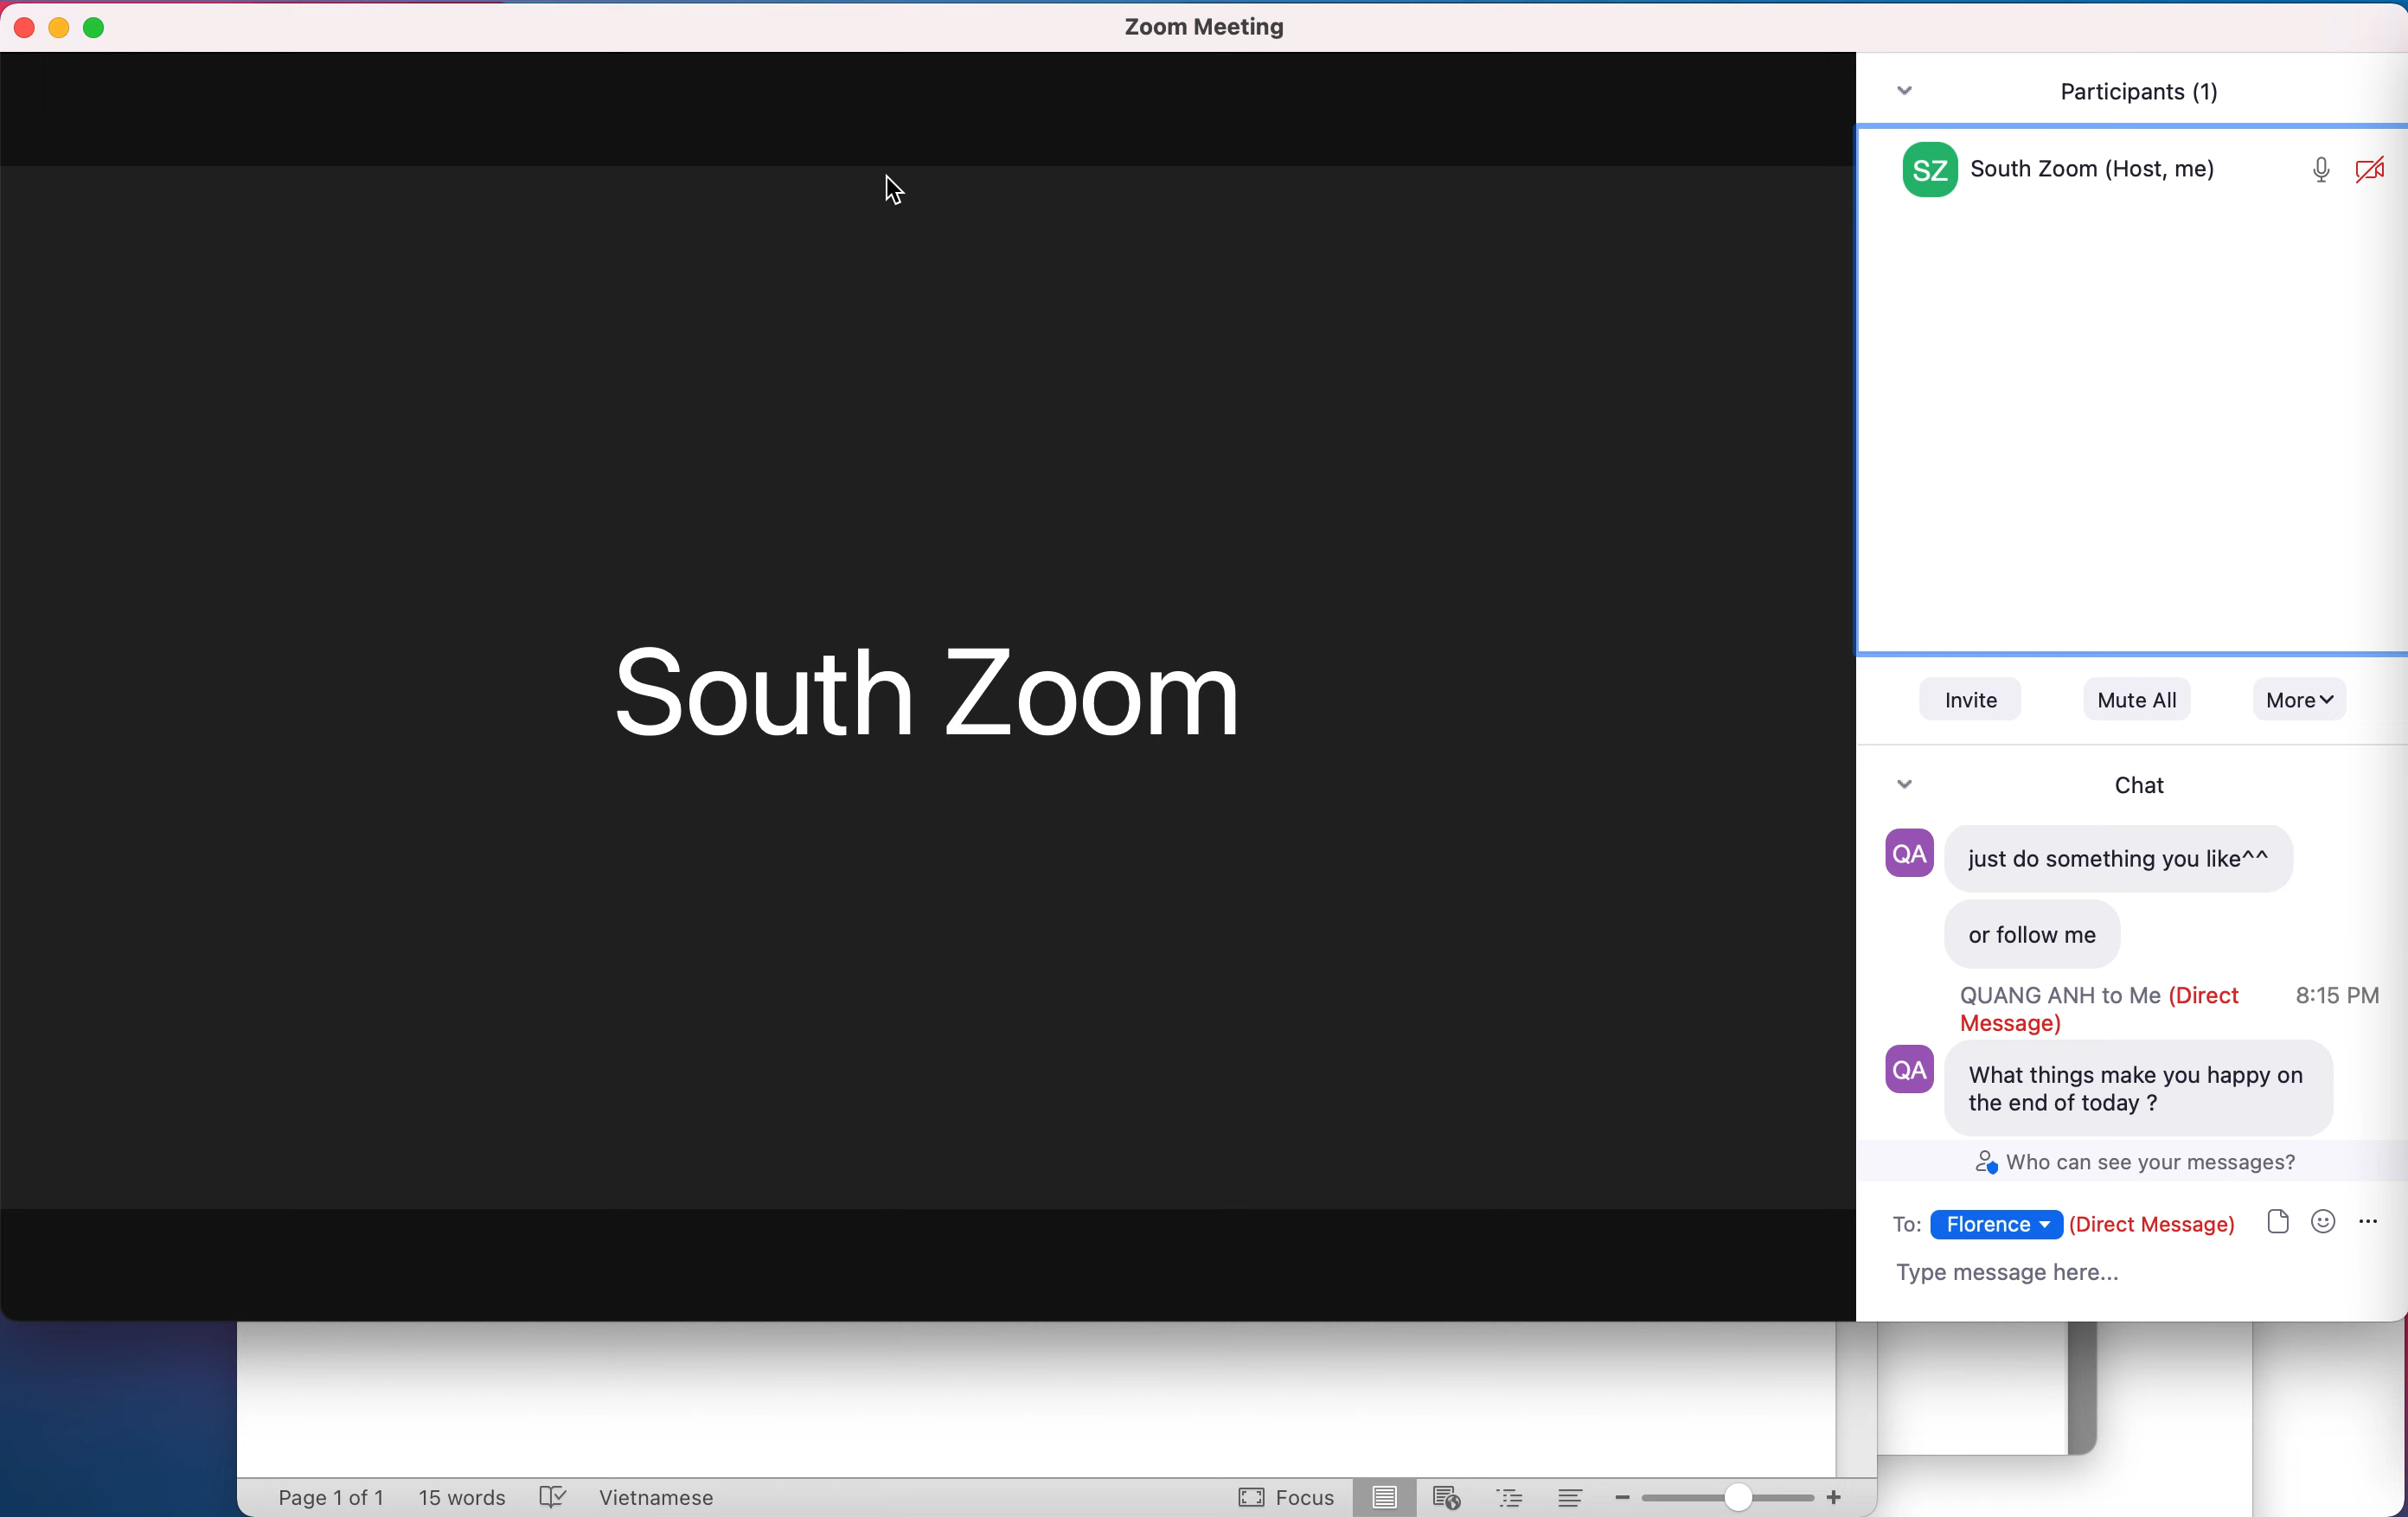 Zoom Meeting
Participants (1)
SZ South Zoom (Host, me)
South Zoom
Invite Mute All More
Chat
QA just do something you like^^
or follow me
QUANG ANH to Me (Direct 8:15 PM
Message)
QA What things make you happy on
the end of today ?
Who can see your messages?
To: Florence (Direct Message)
Type message here...
Page 1 of 1 15 words Vietnamese Focus